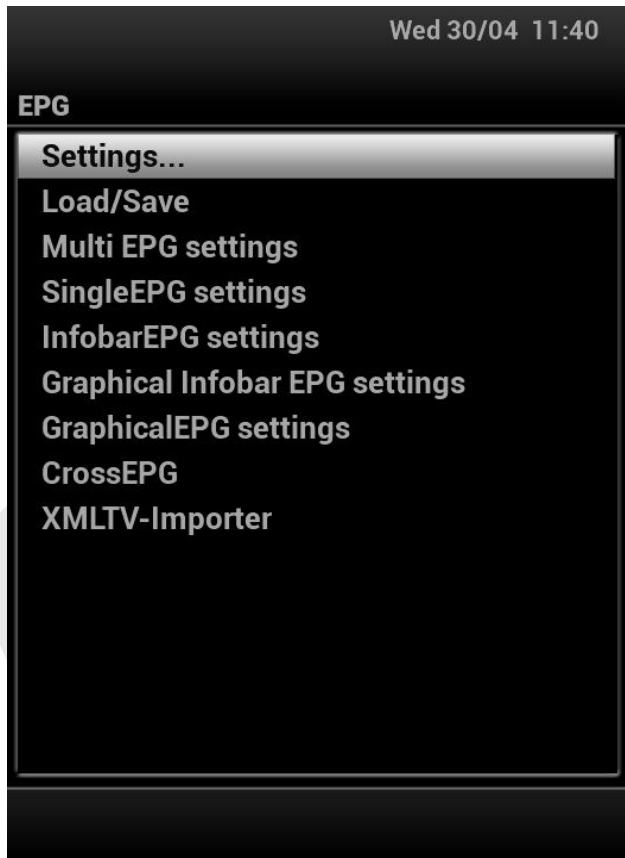 Wed 30/04 11:40
EPG
Settings...
Load/Save
Multi EPG settings
SingleEPG settings
InfobarEPG settings
Graphical Infobar EPG settings
GraphicalEPG settings
CrossEPG
XMLTV-Importer